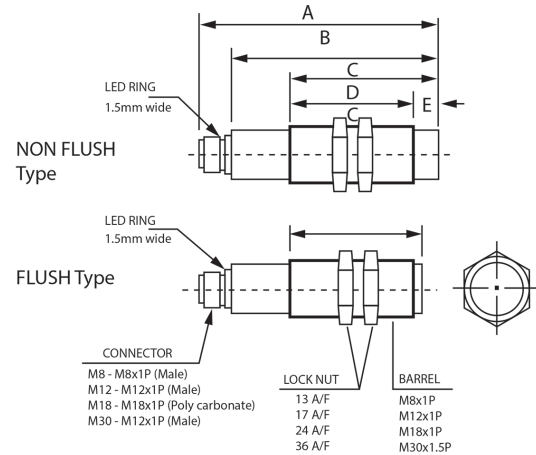 A
B
C
D
E
C
LED RING
1.5mm wide
NON FLUSH
Type
LED RING
1.5mm wide
FLUSH Type
CONNECTOR
M8 - M8x1P (Male)
M12 - M12x1P (Male)
M18 - M18x1P (Poly carbonate)
M30 - M12x1P (Male)
LOCK NUT
13 A/F
17 A/F
24 A/F
36 A/F
BARREL
M8x1P
M12x1P
M18x1P
M30x1.5P